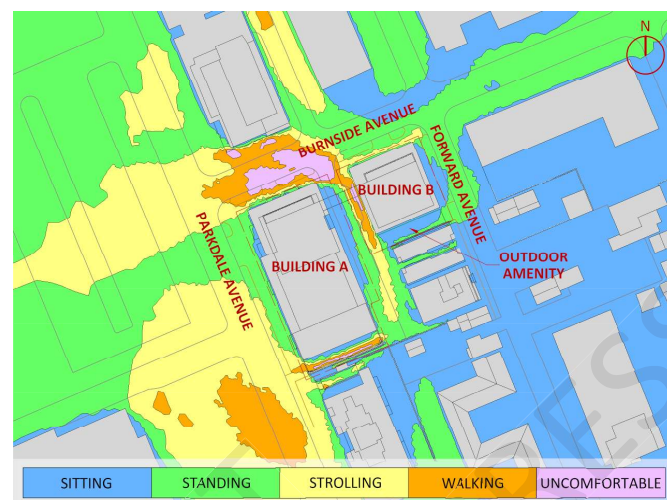 N
BURNSIDE AVENUE
FORWARD AVENUE
BUILDING B
PARKDALE AVENUE
BUILDING A
OUTDOOR
AMENITY
SITTING
STANDING
STROLLING
WALKING
UNCOMFORTABLE